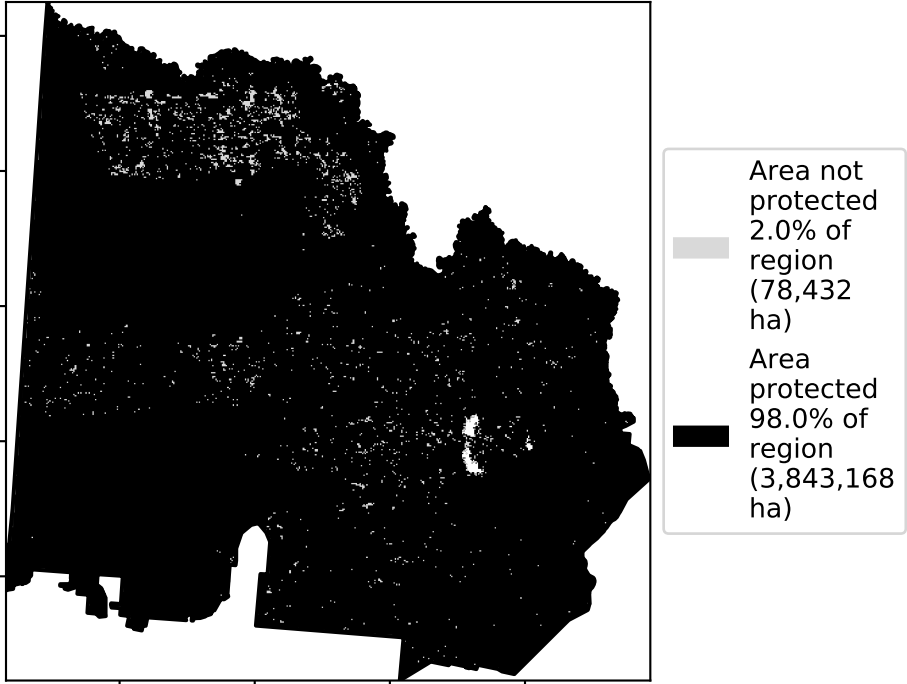 Area not
protected
2.0% of
region
(78,432
ha)
Area
protected
98.0% of
region
(3,843,168
ha)